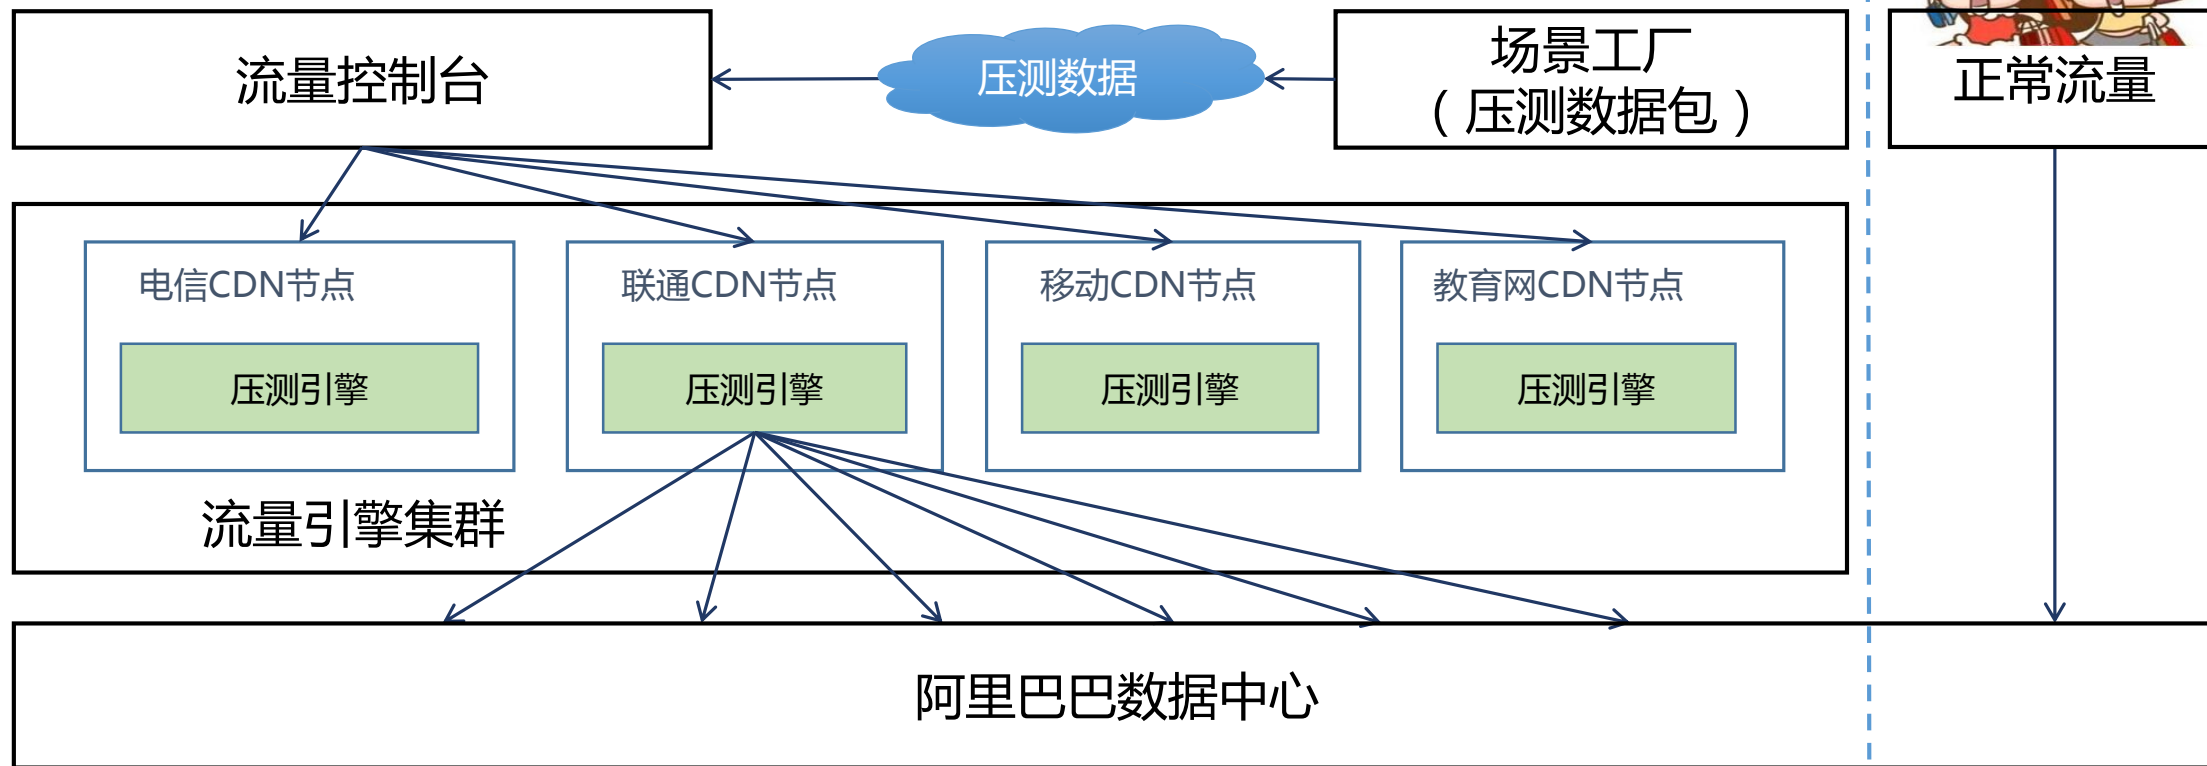 流量控制台
压测数据
场景工厂
（压测数据包）
正常流量
电信CDN节点
联通CDN节点
移动CDN节点
教育网CDN节点
压测引擎
压测引擎
压测引擎
压测引擎
流量引擎集群
阿里巴巴数据中心